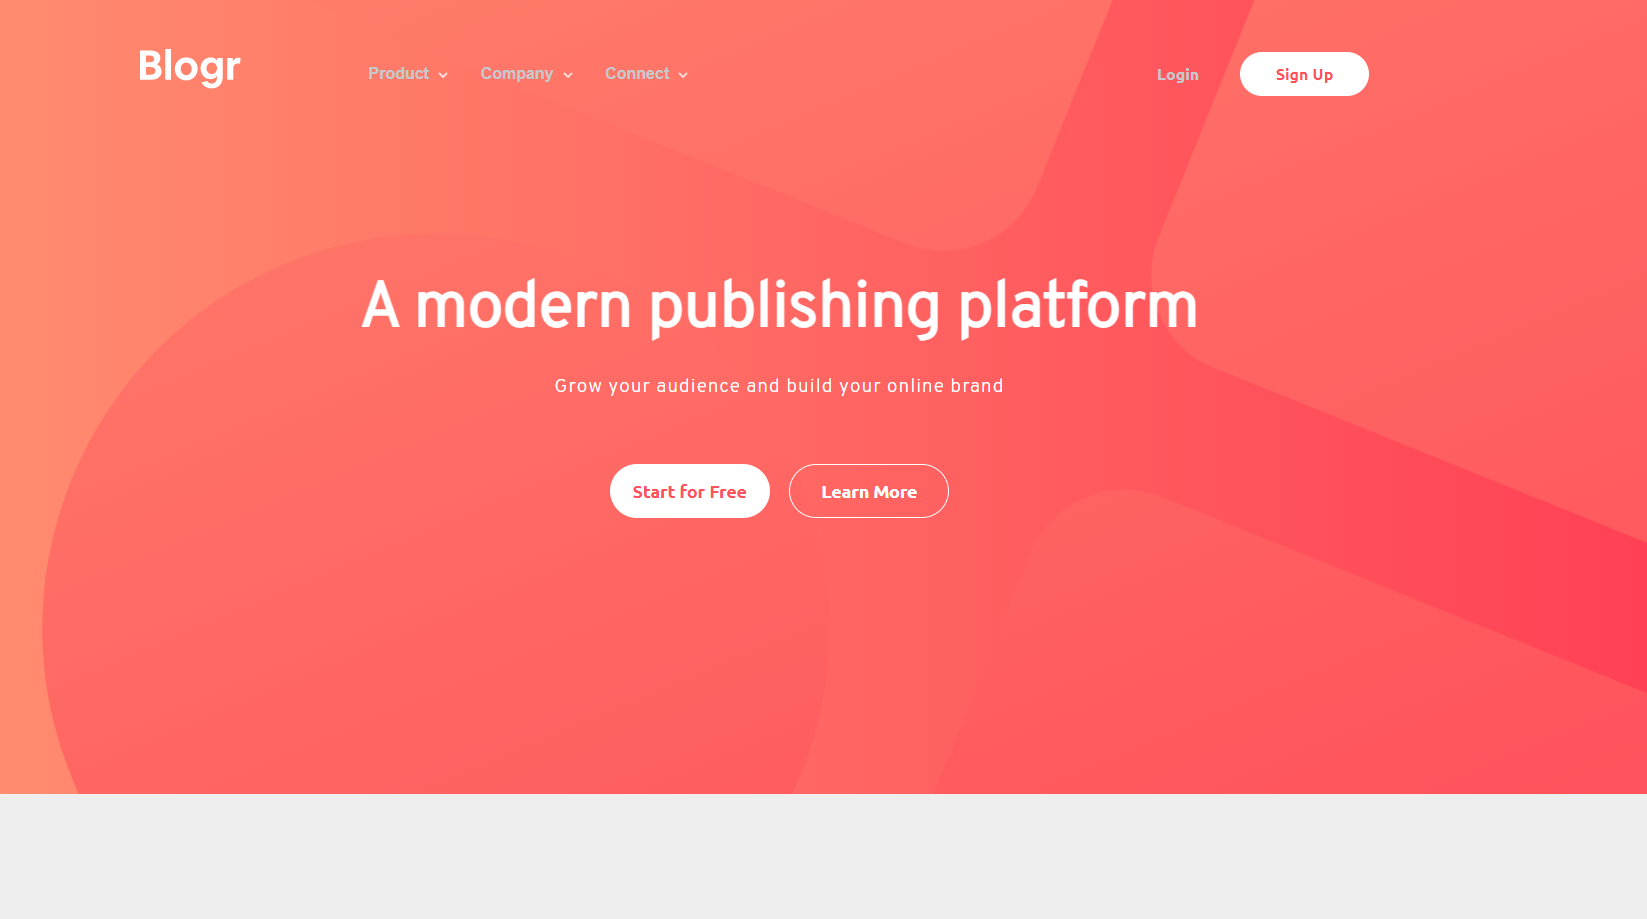 Blogr
Product
Company
Connect
Login
Sign Up
A modern publishing platform
Grow your audience and build your online brand
Start for Free
Learn More